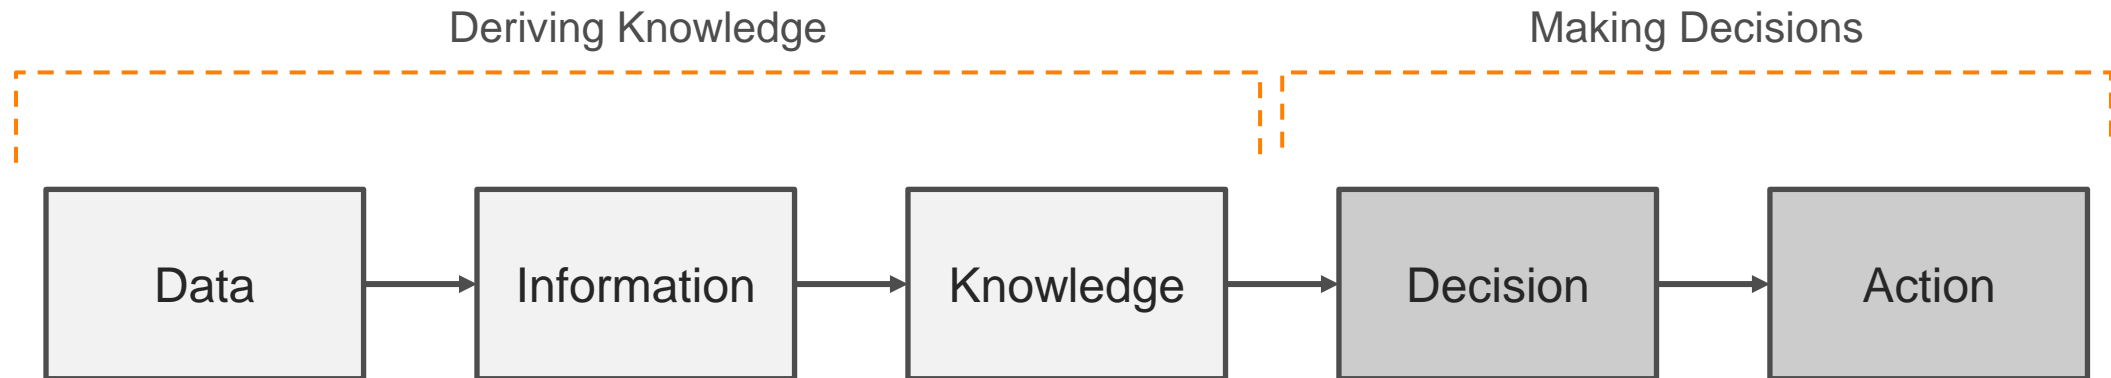 Deriving Knowledge
Making Decisions
Data
Information
Knowledge
Decision
Action